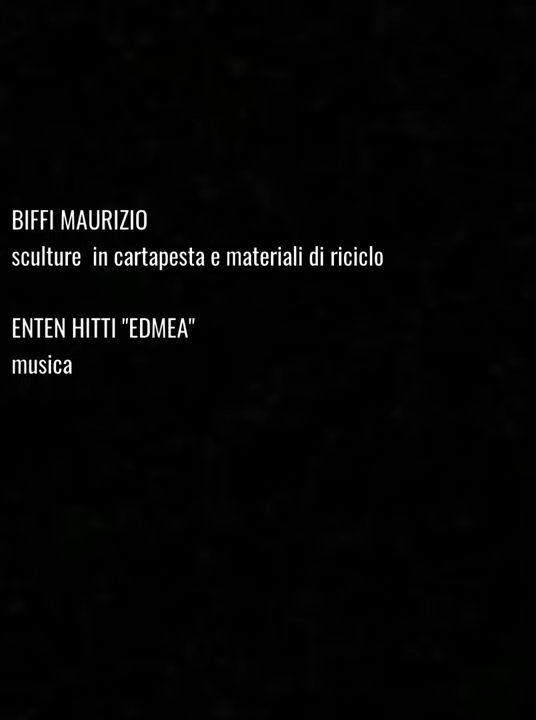 BIFFI MAURIZIO
sculture  in cartapesta e materiali di riciclo
ENTEN HITTI "EDMEA"
musica